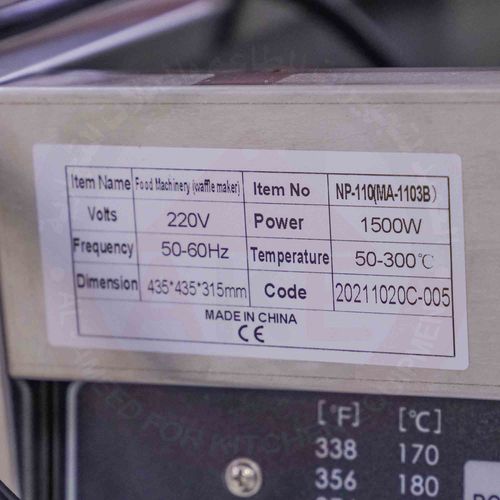 Item Name Food Machinery (waffle maker) Item No NP-110(MA-1103B)
Volts 220V Power 1500W
Frequency 50-60Hz Temperature 50-300℃
Dimension 435*435*315mm Code 20211020C-005
MADE IN CHINA
CE
[°F] [°C]
338 170
356 180